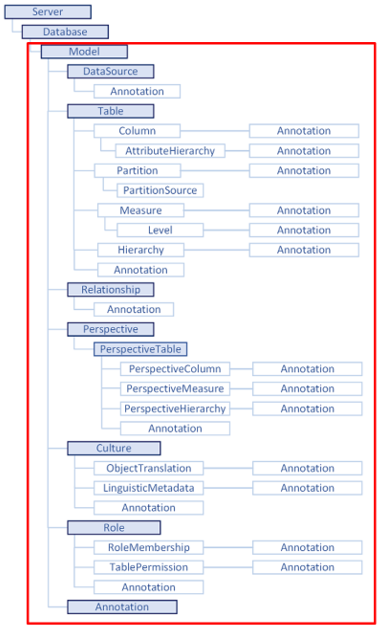 Server
Database
Model
DataSource
Annotation
Table
Column Annotation
AttributeHierarchy Annotation
Partition Annotation
PartitionSource
Measure Annotation
Level Annotation
Hierarchy Annotation
Annotation
Relationship
Annotation
Perspective
PerspectiveTable
PerspectiveColumn Annotation
PerspectiveMeasure Annotation
PerspectiveHierarchy Annotation
Annotation
Culture
ObjectTranslation Annotation
LinguisticMetadata Annotation
Annotation
Role
RoleMembership Annotation
TablePermission Annotation
Annotation
Annotation